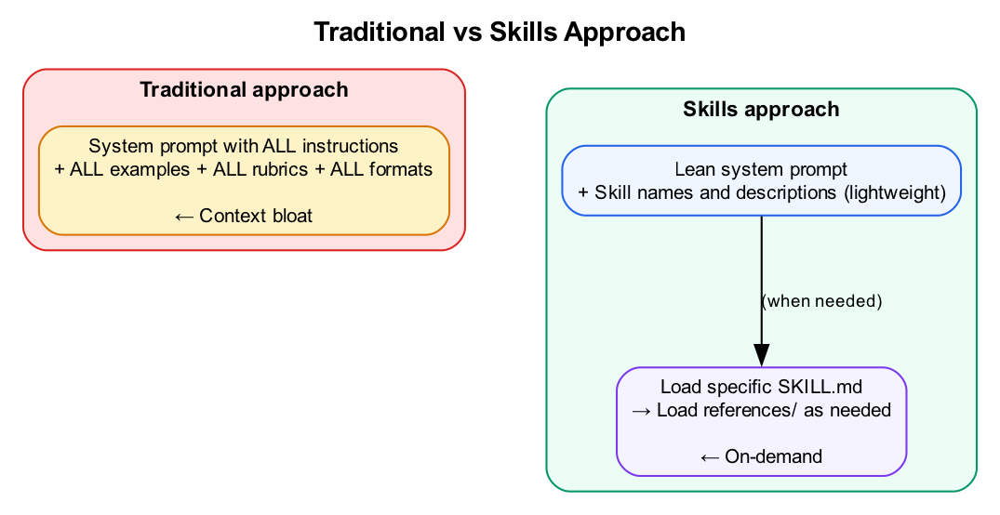 Traditional vs Skills Approach
Traditional approach
System prompt with ALL instructions
+ ALL examples + ALL rubrics + ALL formats
← Context bloat
Skills approach
Lean system prompt
+ Skill names and descriptions (lightweight)
(when needed)
Load specific SKILL.md
→ Load references/ as needed
← On-demand